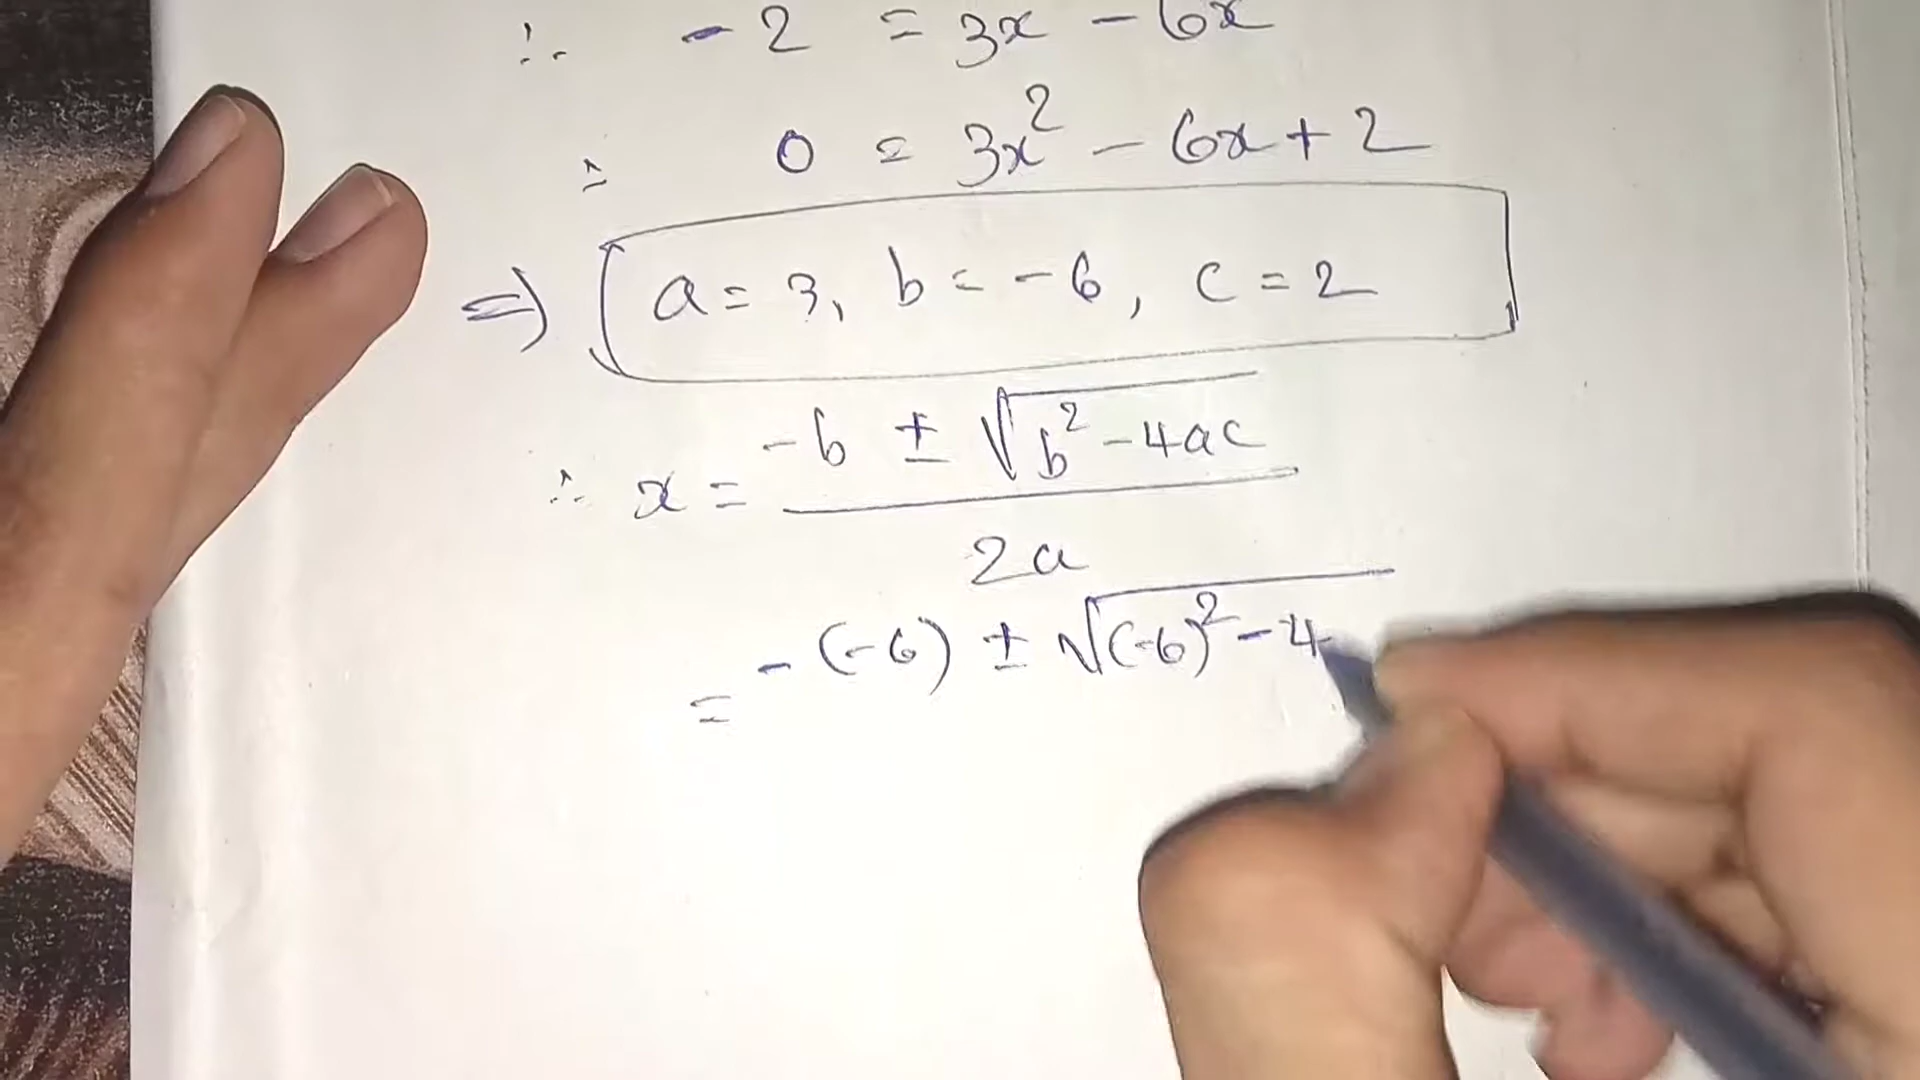 ∴ - 2 = 3x - 6x
∴ 0 = 3x² - 6x + 2
⇒ a = 3, b = -6, c = 2
∴ x = (-b ± √(b² - 4ac)) / 2a
= -(-6) ± √((-6)² - 4